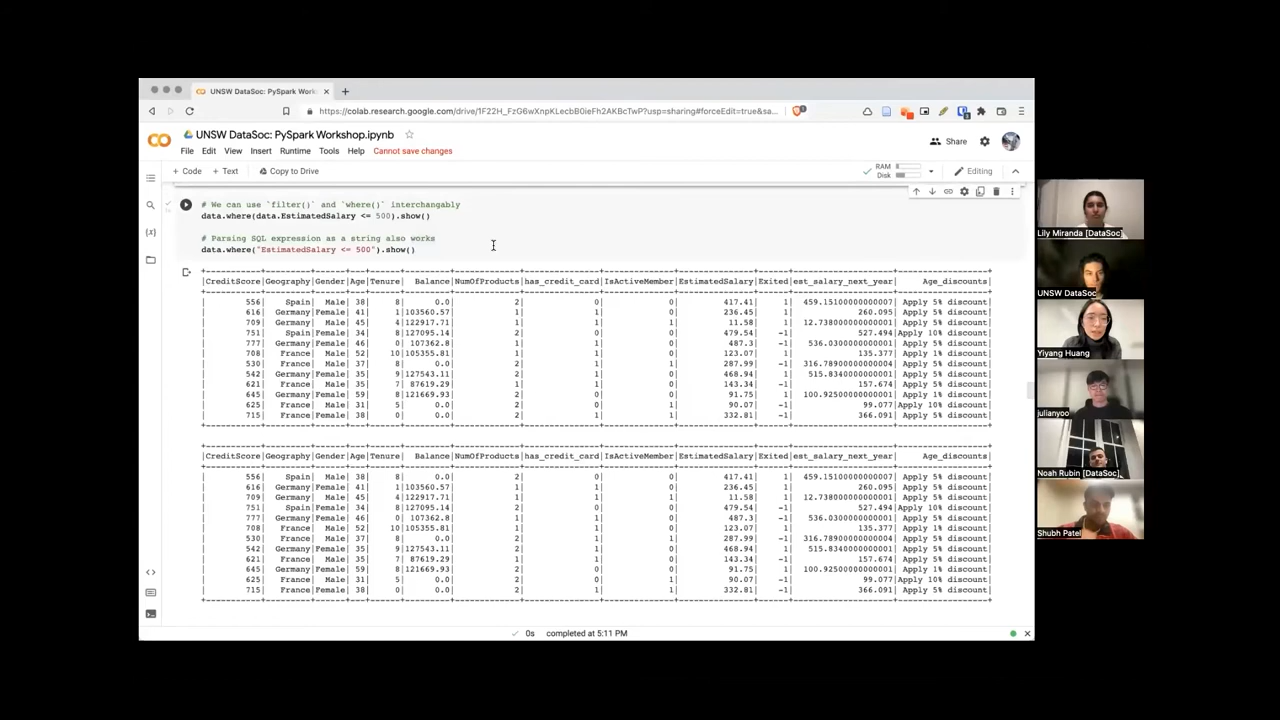 UNSW DataSoc: PySpark Work
https://colab.research.google.com/drive/1F22H_FzG6wXnpKLecbB0ieFh2AKBcTwP?usp=sharing#forceEdit=true&sa...
UNSW DataSoc: PySpark Workshop.ipynb
Share
File Edit View Insert Runtime Tools Help Cannot save changes
+ Code + Text Copy to Drive
RAM
Disk
Editing
# We can use `filter()` and `where()` interchangably
data.where(data.EstimatedSalary <= 500).show()
# Parsing SQL expression as a string also works
data.where("EstimatedSalary <= 500").show()
|CreditScore|Geography|Gender|Age|Tenure| Balance|NumOfProducts|has_credit_card|IsActiveMember|EstimatedSalary|Exited|est_salary_next_year| Age_discounts|
| 556| Spain| Male| 38| 8| 0.0| 2| 0| 0| 417.41| 1| 459.1510000000007| Apply 5% discount|
| 616| Germany|Female| 41| 1|103560.57| 1| 1| 0| 236.45| 1| 260.095| Apply 5% discount|
| 709| Germany| Male| 45| 4|122917.71| 1| 1| 0| 11.58| 1| 12.738000000000001| Apply 5% discount|
| 751| Spain|Female| 34| 8|127095.14| 2| 0| 0| 479.54| -1| 527.494|Apply 10% discount|
| 777| Germany|Female| 46| 0| 107362.8| 1| 1| 0| 487.3| -1| 536.0300000000001| Apply 5% discount|
| 708| France| Male| 52| 10|105355.81| 1| 1| 0| 123.07| 1| 135.377| Apply 1% discount|
| 530| France| Male| 37| 8| 0.0| 2| 1| 1| 287.99| -1| 316.78900000000004| Apply 5% discount|
| 542| Germany|Female| 35| 9|127543.11| 2| 1| 0| 468.94| -1| 515.8340000000001| Apply 5% discount|
| 621| France| Male| 35| 7| 87619.29| 1| 1| 0| 143.34| -1| 157.674| Apply 5% discount|
| 645| Germany|Female| 59| 8|121669.93| 2| 0| 0| 91.75| 1| 100.92500000000001| Apply 1% discount|
| 625| France| Male| 31| 5| 0.0| 2| 0| 1| 90.07| -1| 99.077|Apply 10% discount|
| 715| France|Female| 38| 0| 0.0| 2| 1| 1| 332.81| -1| 366.091| Apply 5% discount|
|CreditScore|Geography|Gender|Age|Tenure| Balance|NumOfProducts|has_credit_card|IsActiveMember|EstimatedSalary|Exited|est_salary_next_year| Age_discounts|
| 556| Spain| Male| 38| 8| 0.0| 2| 0| 0| 417.41| 1| 459.1510000000007| Apply 5% discount|
| 616| Germany|Female| 41| 1|103560.57| 1| 1| 0| 236.45| 1| 260.095| Apply 5% discount|
| 709| Germany| Male| 45| 4|122917.71| 1| 1| 0| 11.58| 1| 12.738000000000001| Apply 5% discount|
| 751| Spain|Female| 34| 8|127095.14| 2| 0| 0| 479.54| -1| 527.494|Apply 10% discount|
| 777| Germany|Female| 46| 0| 107362.8| 1| 1| 0| 487.3| -1| 536.0300000000001| Apply 5% discount|
| 708| France| Male| 52| 10|105355.81| 1| 1| 0| 123.07| 1| 135.377| Apply 1% discount|
| 530| France| Male| 37| 8| 0.0| 2| 1| 1| 287.99| -1| 316.78900000000004| Apply 5% discount|
| 542| Germany|Female| 35| 9|127543.11| 2| 1| 0| 468.94| -1| 515.8340000000001| Apply 5% discount|
| 621| France| Male| 35| 7| 87619.29| 1| 1| 0| 143.34| -1| 157.674| Apply 5% discount|
| 645| Germany|Female| 59| 8|121669.93| 2| 0| 0| 91.75| 1| 100.92500000000001| Apply 1% discount|
| 625| France| Male| 31| 5| 0.0| 2| 0| 1| 90.07| -1| 99.077|Apply 10% discount|
| 715| France|Female| 38| 0| 0.0| 2| 1| 1| 332.81| -1| 366.091| Apply 5% discount|
0s completed at 5:11 PM
Lily Miranda [DataSoc]
UNSW DataSoc
Yiyang Huang
julianyoo
Noah Rubin [DataSoc]
Shubh Patel